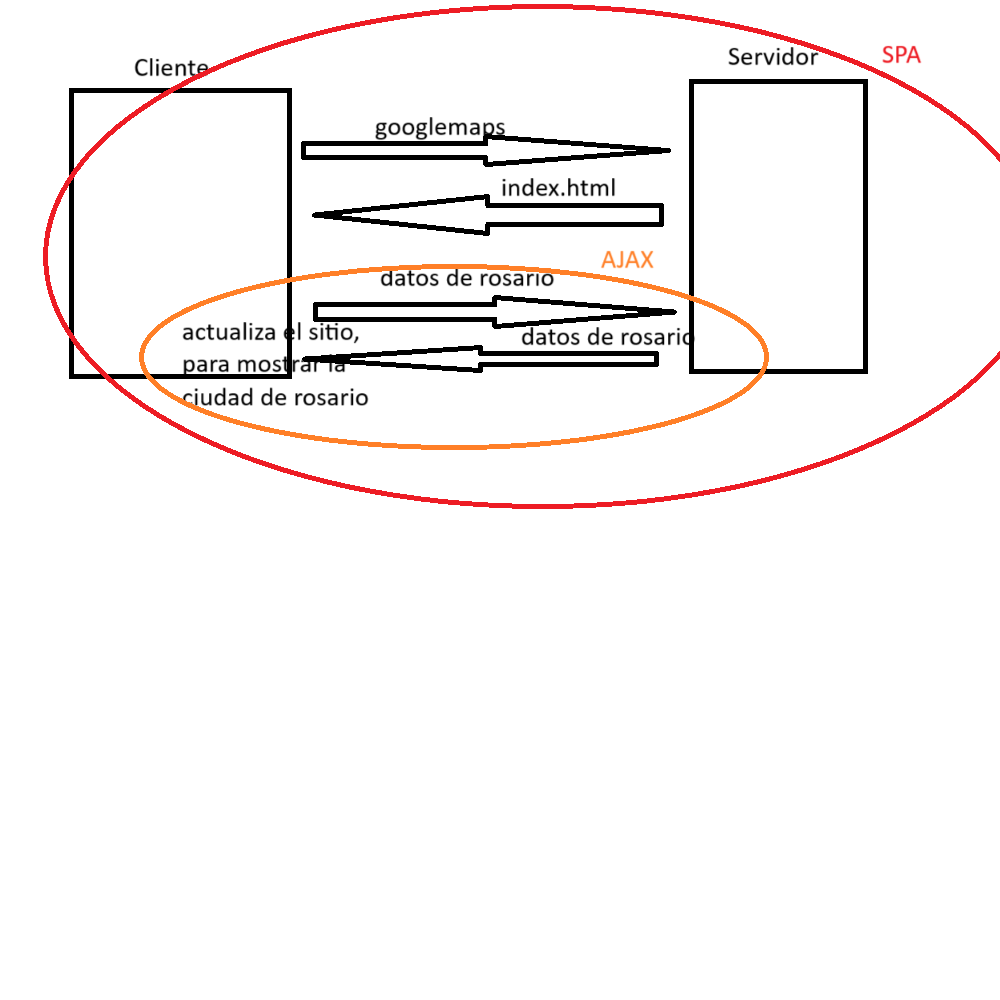 Cliente
Servidor
SPA
googlemaps
index.html
AJAX
datos de rosario
actualiza el sitio,
para mostrar la
ciudad de rosario
datos de rosario